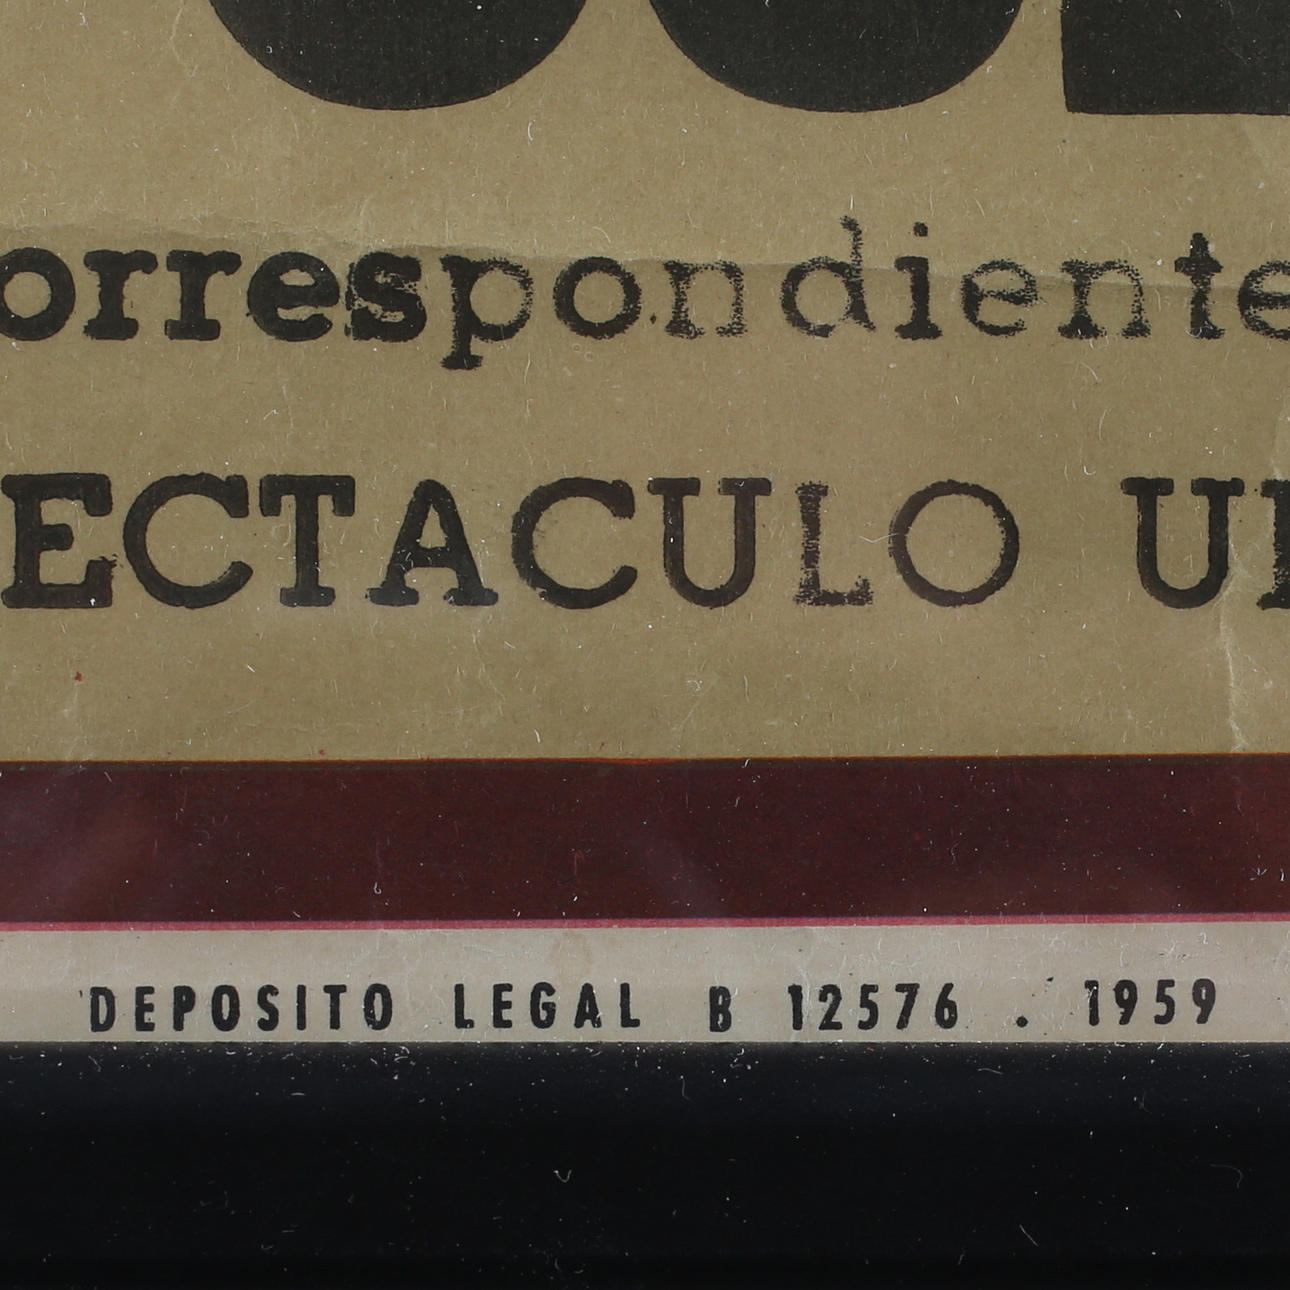 orrespondiente
ECTACULO
DEPOSITO LEGAL B 12576 . 1959